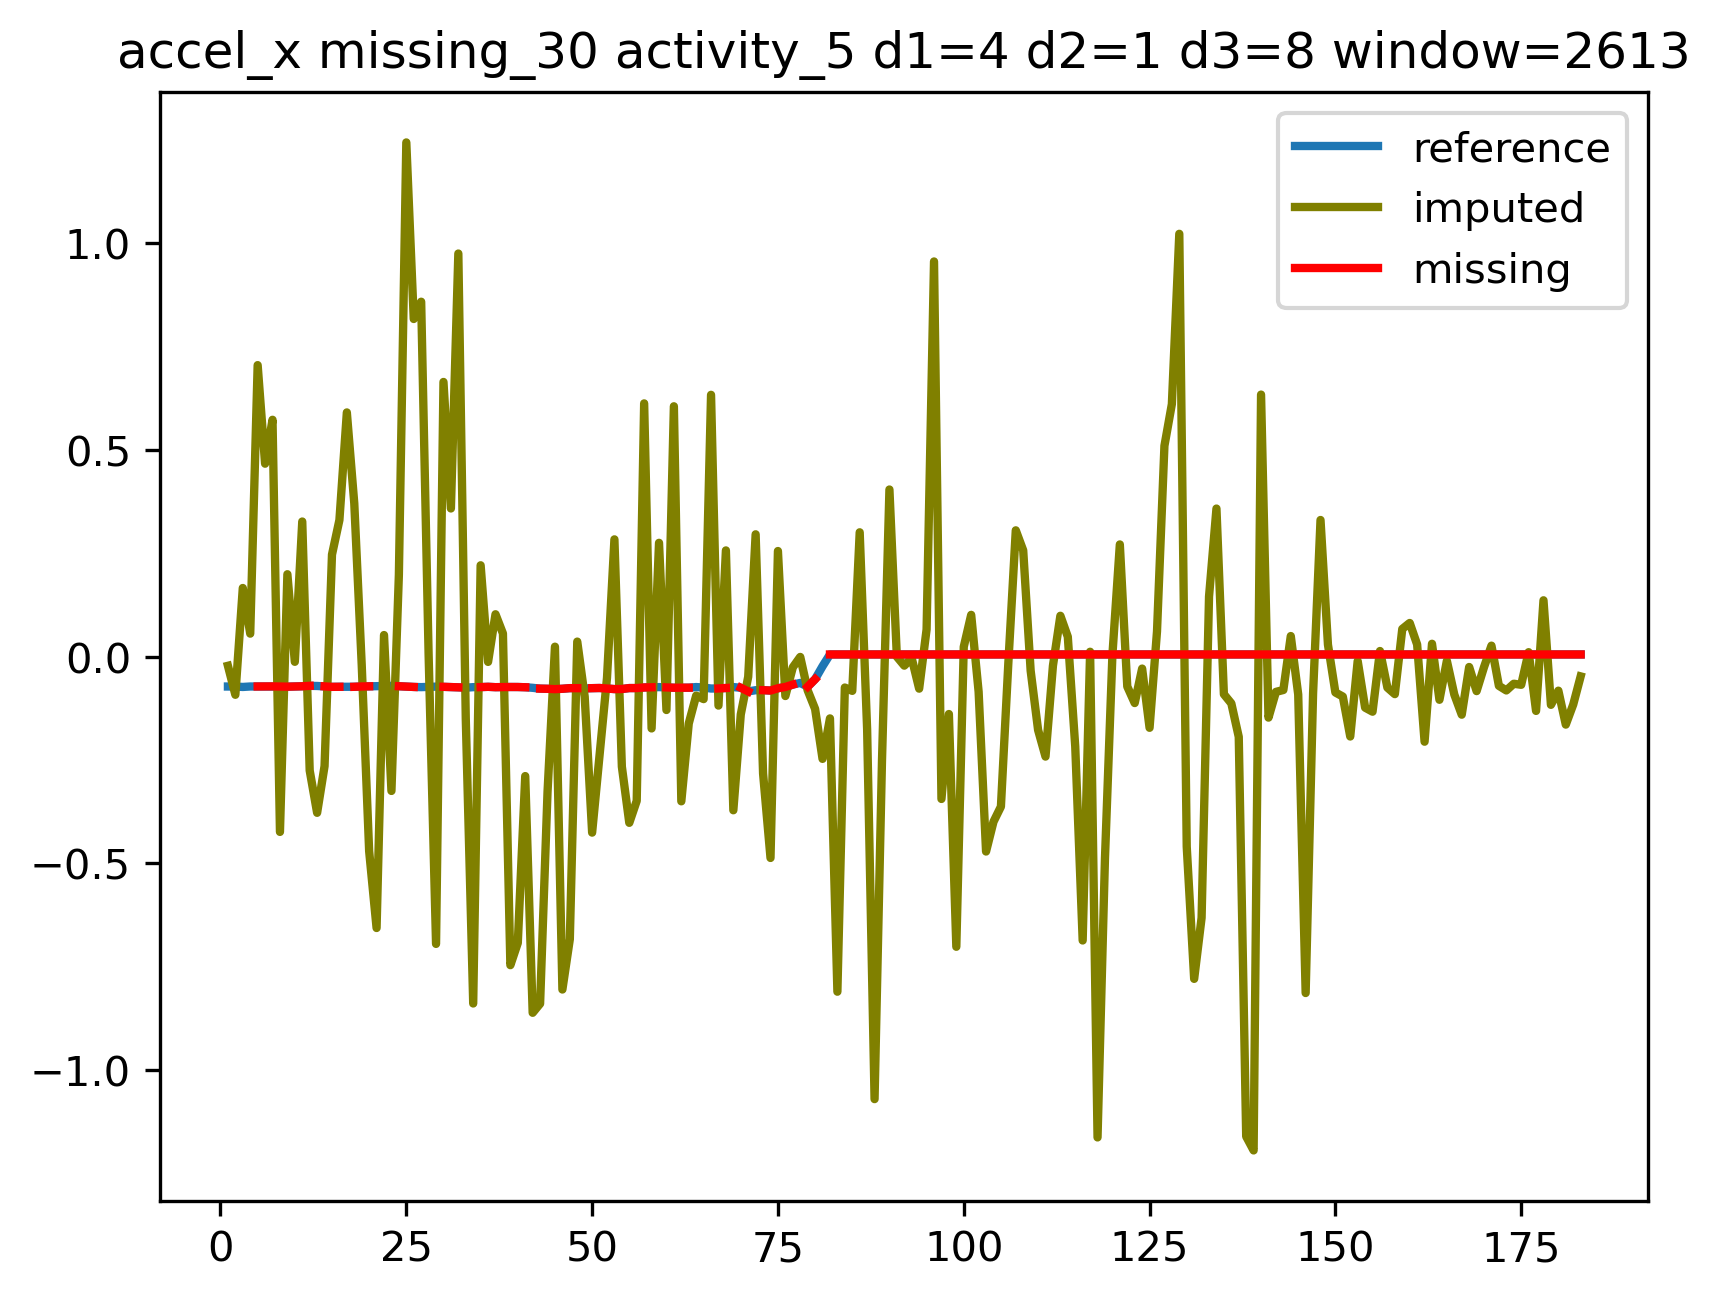 accel_x missing_30 activity_5 d1=4 d2=1 d3=8 window=2613
reference
imputed
missing
1.0
0.5
0.0
−0.5
−1.0
0 25 50 75 100 125 150 175